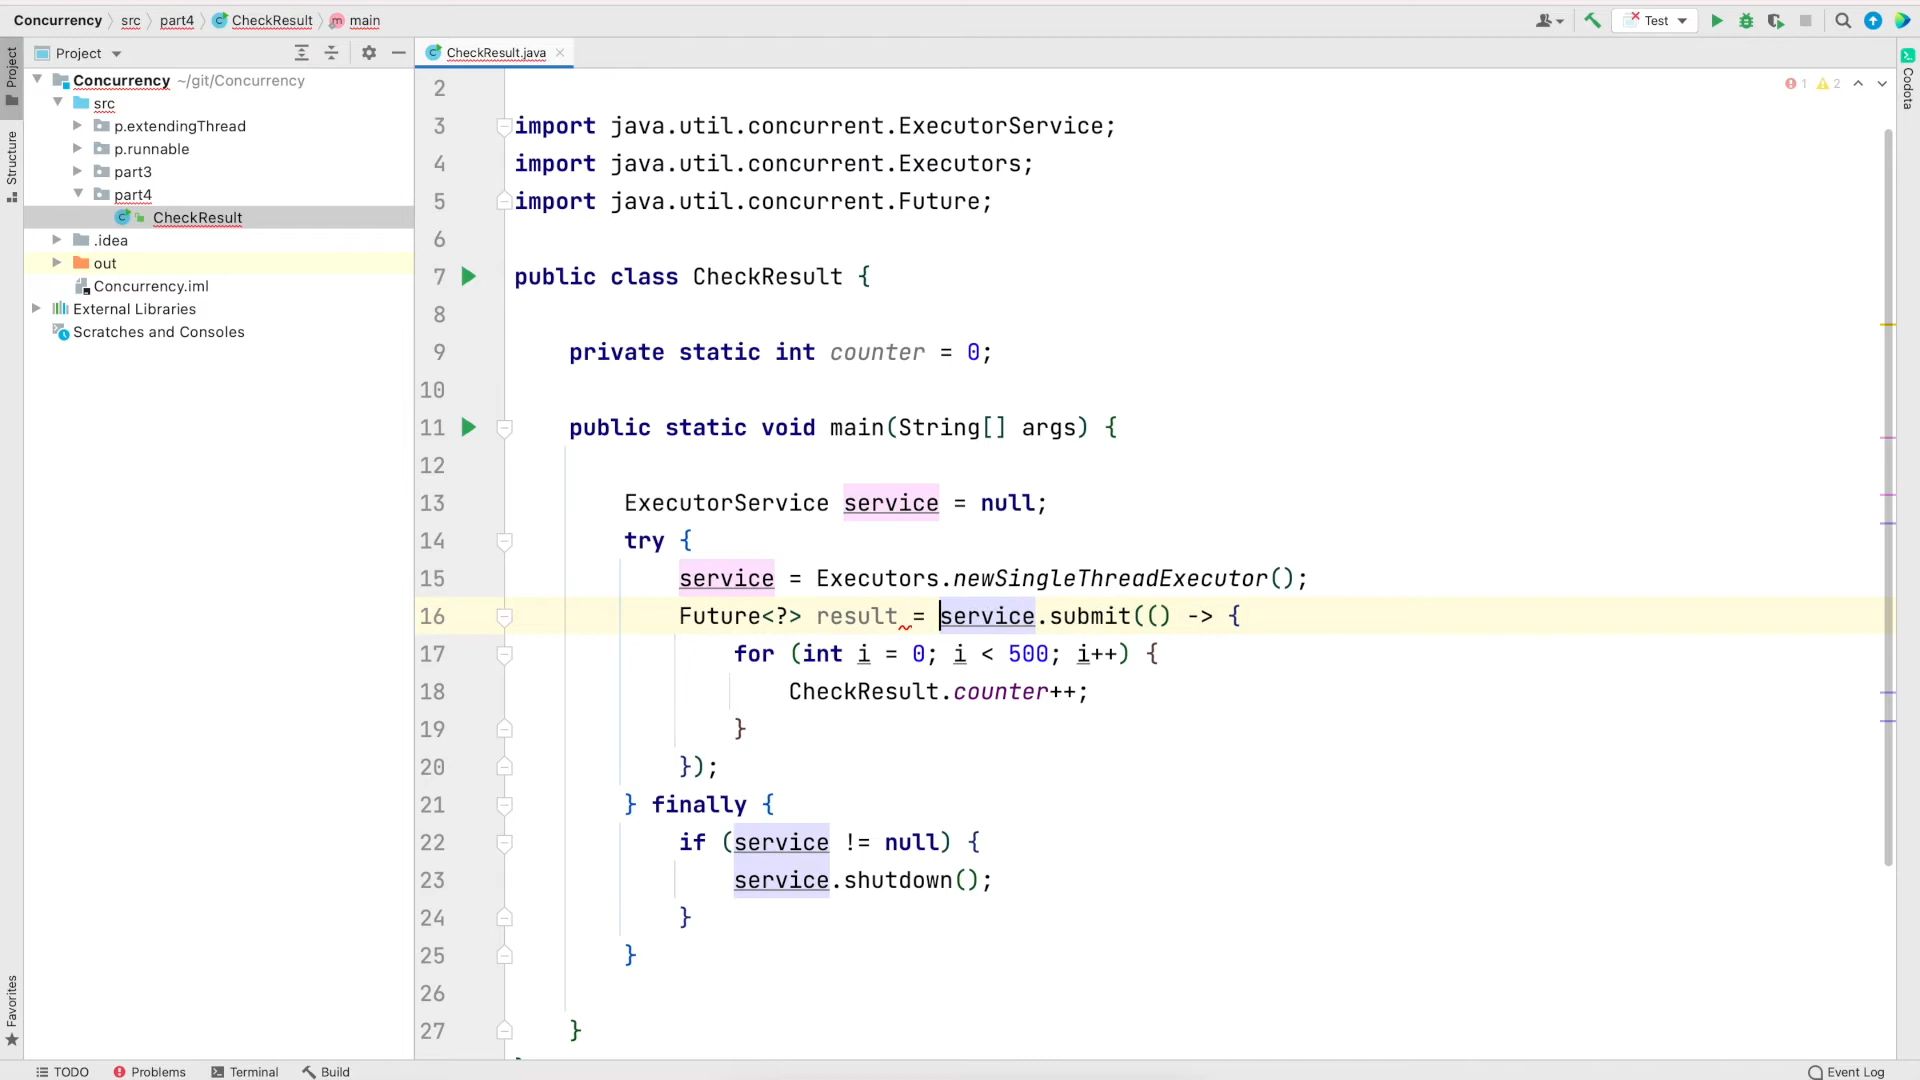 Concurrency src part4 CheckResult main Test
Project
CheckResult.java
Project
Structure
Favorites
Codota
Concurrency ~/git/Concurrency
src
p.extendingThread
p.runnable
part3
part4
CheckResult
.idea
out
Concurrency.iml
External Libraries
Scratches and Consoles
1 2
2
3 import java.util.concurrent.ExecutorService;
4 import java.util.concurrent.Executors;
5 import java.util.concurrent.Future;
6
7 public class CheckResult {
8
9 private static int counter = 0;
10
11 public static void main(String[] args) {
12
13 ExecutorService service = null;
14 try {
15 service = Executors.newSingleThreadExecutor();
16 Future<?> result = service.submit(() -> {
17 for (int i = 0; i < 500; i++) {
18 CheckResult.counter++;
19 }
20 });
21 } finally {
22 if (service != null) {
23 service.shutdown();
24 }
25 }
26
27 }
TODO Problems Terminal Build Event Log